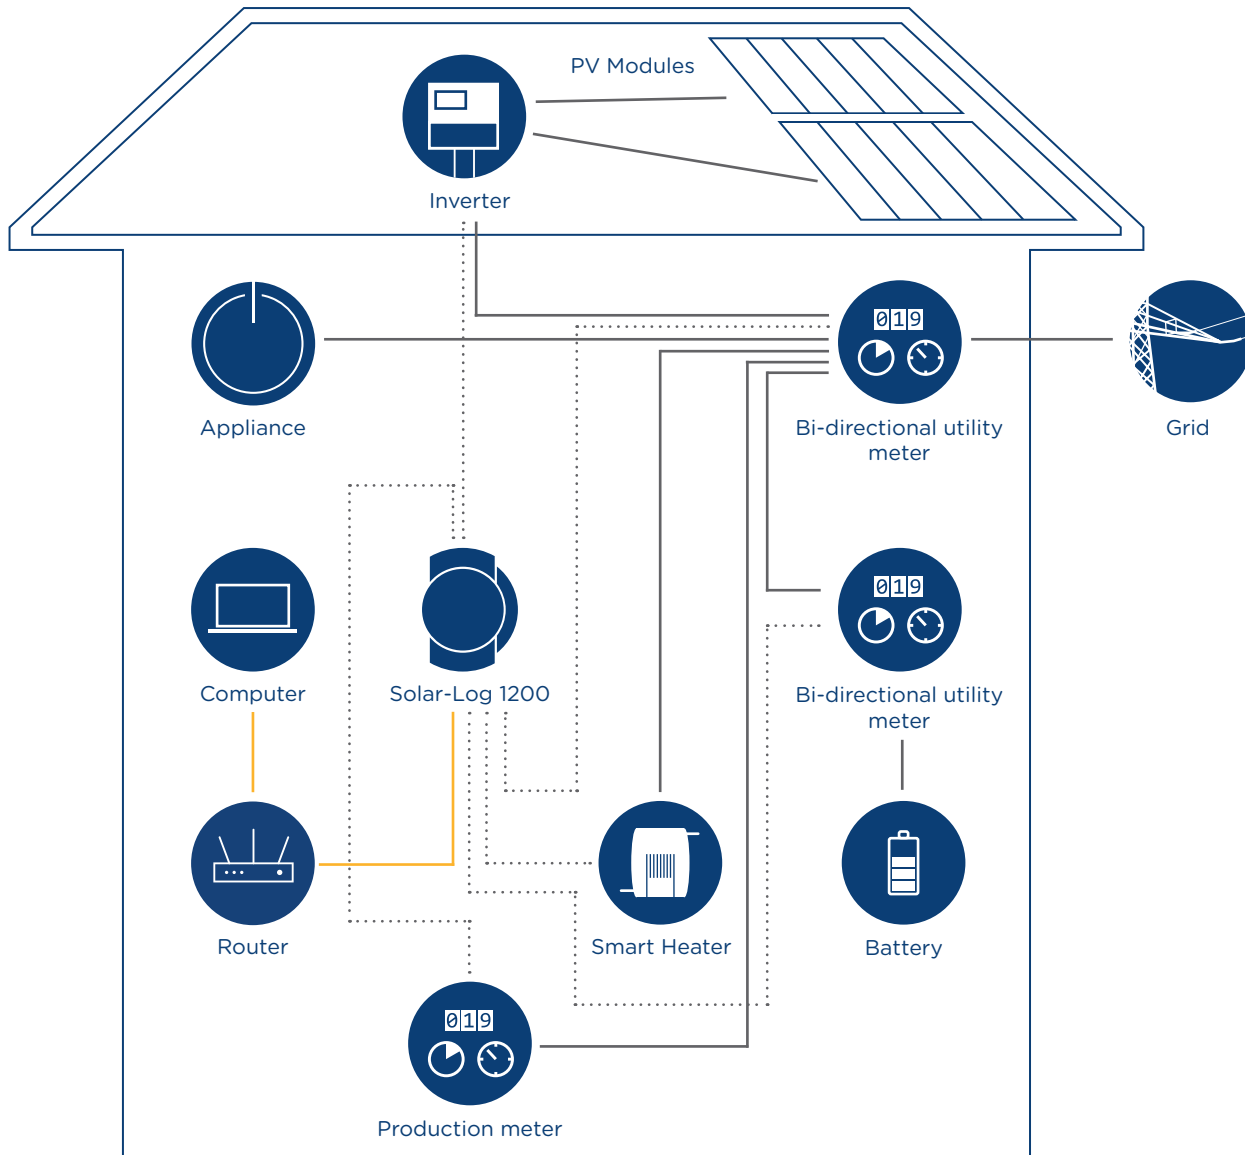 PV Modules
Inverter
019
Appliance
Bi-directional utility
meter
Grid
019
Computer
Solar-Log 1200
Bi-directional utility
meter
Router
Smart Heater
Battery
019
Production meter